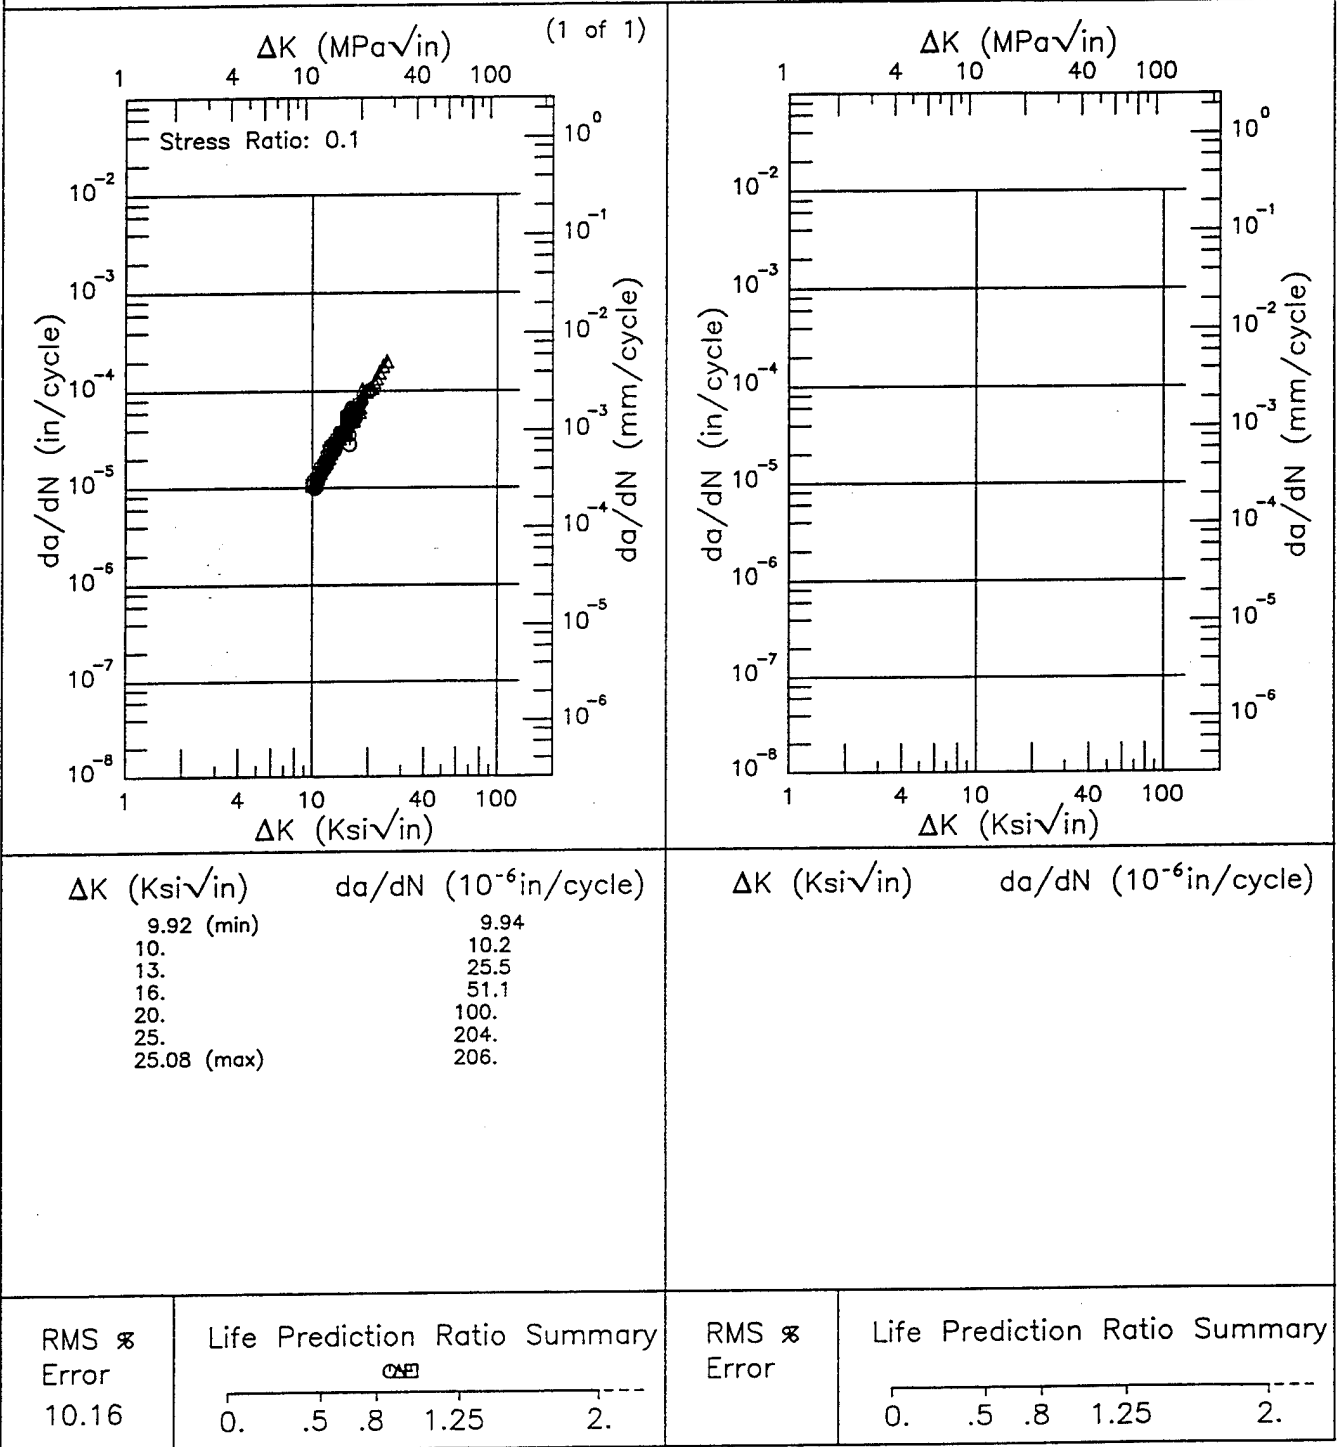 (1 of 1)
ΔK (MPa√in)
1 4 10 40 100
Stress Ratio: 0.1
10⁰
10⁻¹
10⁻²
10⁻³
10⁻⁴
10⁻⁵
10⁻⁶
da/dN (mm/cycle)
10⁻²
10⁻³
10⁻⁴
10⁻⁵
10⁻⁶
10⁻⁷
10⁻⁸
da/dN (in/cycle)
1 4 10 40 100
ΔK (Ksi√in)
ΔK (MPa√in)
1 4 10 40 100
10⁰
10⁻¹
10⁻²
10⁻³
10⁻⁴
10⁻⁵
10⁻⁶
da/dN (mm/cycle)
10⁻²
10⁻³
10⁻⁴
10⁻⁵
10⁻⁶
10⁻⁷
10⁻⁸
da/dN (in/cycle)
1 4 10 40 100
ΔK (Ksi√in)
ΔK (Ksi√in) da/dN (10⁻⁶in/cycle)
9.92 (min) 9.94
10. 10.2
13. 25.5
16. 51.1
20. 100.
25. 204.
25.08 (max) 206.
ΔK (Ksi√in) da/dN (10⁻⁶in/cycle)
RMS %
Error
10.16
Life Prediction Ratio Summary
0. .5 .8 1.25 2.
RMS %
Error
Life Prediction Ratio Summary
0. .5 .8 1.25 2.